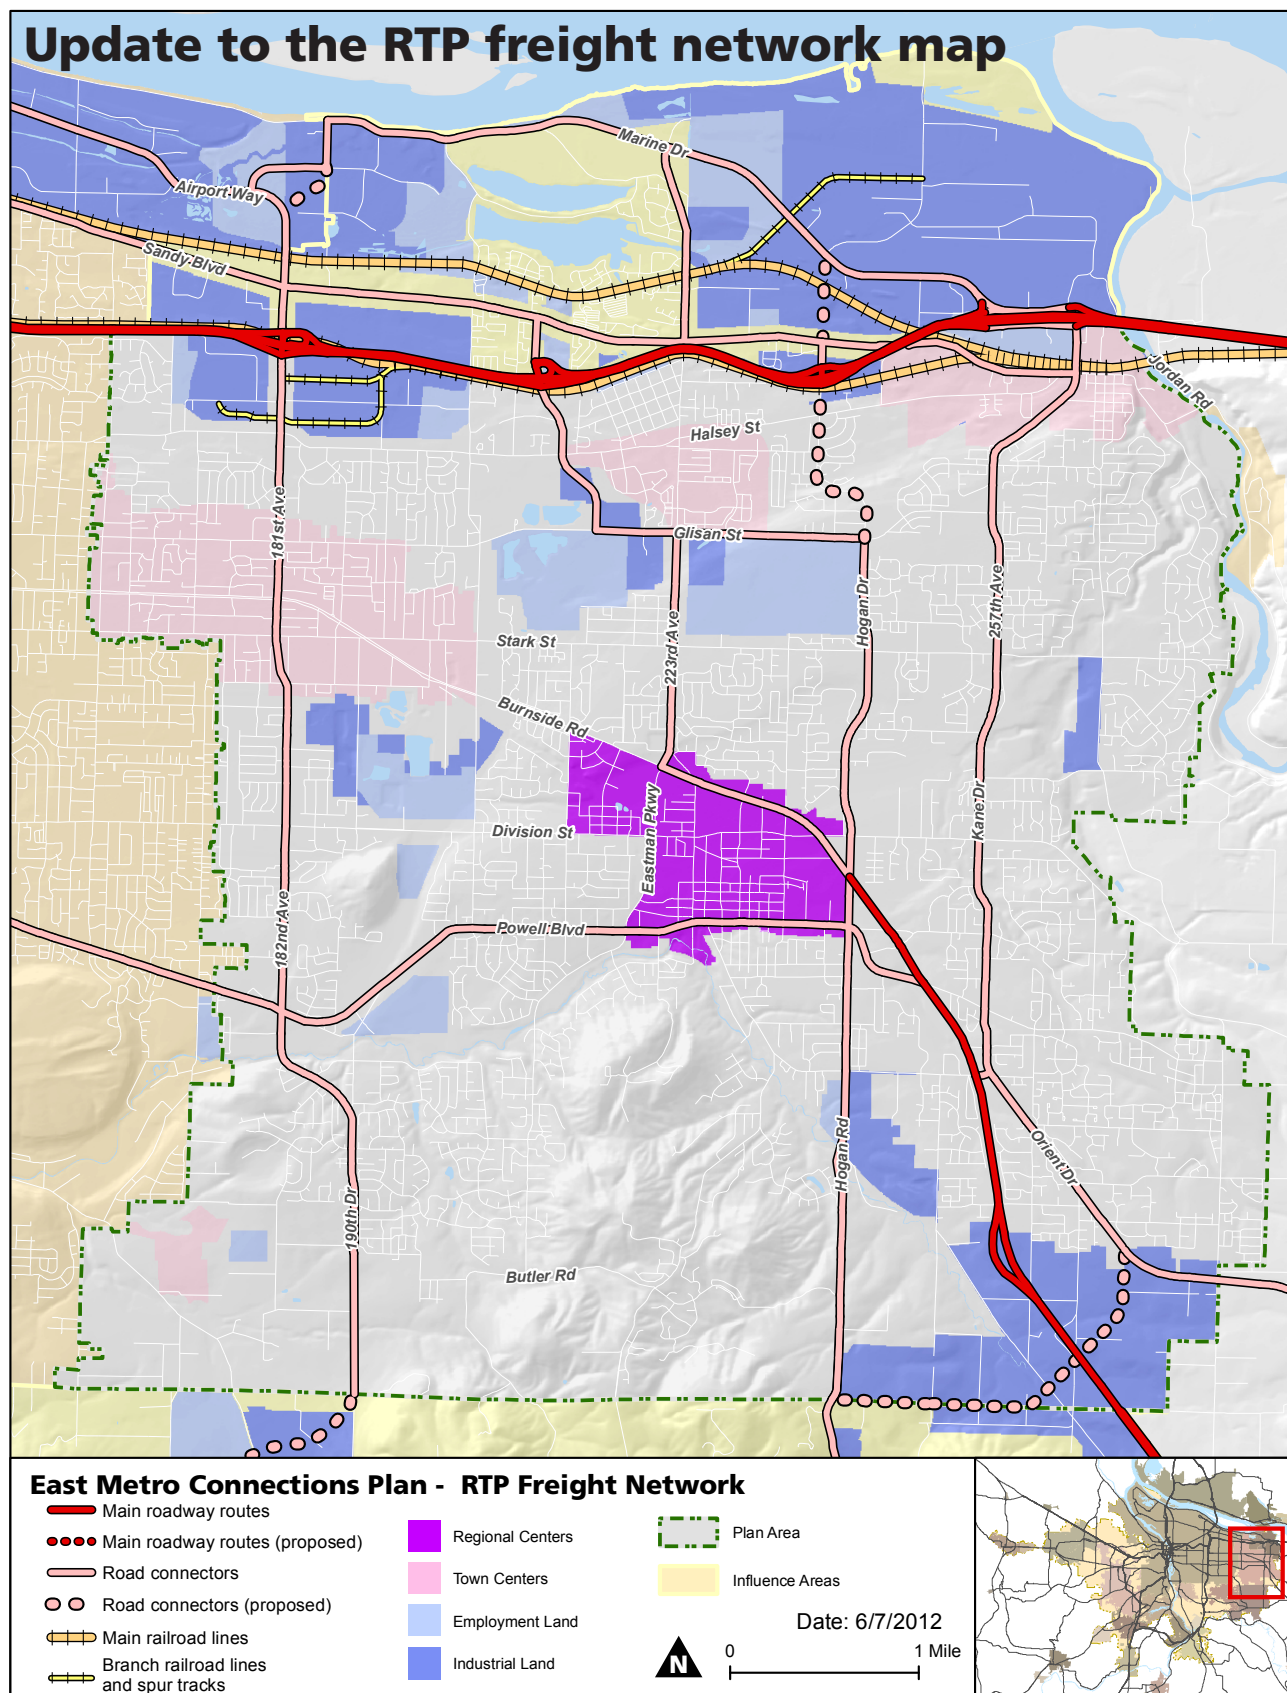 Update to the RTP freight network map
Marine Dr
Airport Way
Sandy Blvd
Jordan Rd
Halsey St
181st Ave
Glisan St
Hogan Dr
257th Ave
223rd Ave
Stark St
Burnside Rd
Kane Dr
Eastman Pkwy
Division St
182nd Ave
Powell Blvd
Hogan Rd
Orient Dr
190th Dr
Butler Rd
East Metro Connections Plan - RTP Freight Network
Main roadway routes
Main roadway routes (proposed)
Road connectors
Road connectors (proposed)
Main railroad lines
Branch railroad lines
and spur tracks
Regional Centers
Town Centers
Employment Land
Industrial Land
Plan Area
Influence Areas
Date: 6/7/2012
N
0 1 Mile